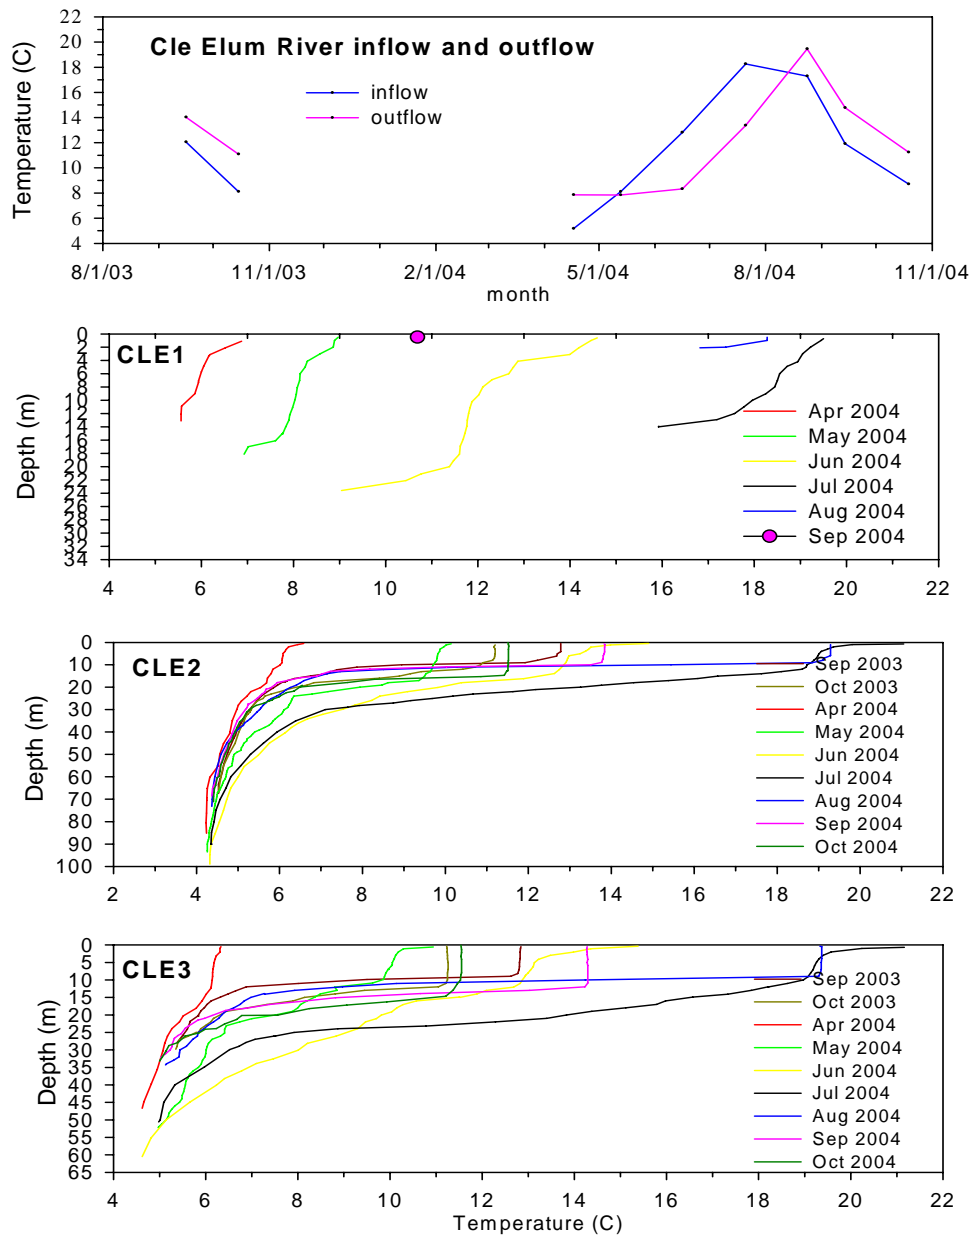 Cle Elum River inflow and outflow
Temperature (C)
22
20
18
16
14
12
10
8
6
4
inflow
outflow
8/1/03 11/1/03 2/1/04 5/1/04 8/1/04 11/1/04
month
CLE1
Depth (m)
0
2
4
6
8
10
12
14
16
18
20
22
24
26
28
30
32
34
Apr 2004
May 2004
Jun 2004
Jul 2004
Aug 2004
Sep 2004
4 6 8 10 12 14 16 18 20 22
CLE2
Depth (m)
0
10
20
30
40
50
60
70
80
90
100
Sep 2003
Oct 2003
Apr 2004
May 2004
Jun 2004
Jul 2004
Aug 2004
Sep 2004
Oct 2004
2 4 6 8 10 12 14 16 18 20 22
CLE3
Depth (m)
0
5
10
15
20
25
30
35
40
45
50
55
60
65
Sep 2003
Oct 2003
Apr 2004
May 2004
Jun 2004
Jul 2004
Aug 2004
Sep 2004
Oct 2004
4 6 8 10 12 14 16 18 20 22
Temperature (C)